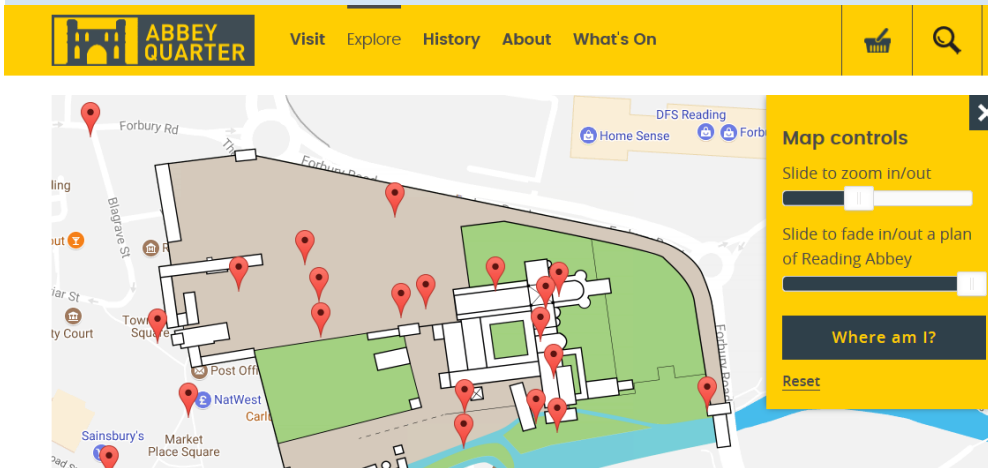 ABBEY
QUARTER
Visit Explore History About What's On
DFS Reading
Home Sense
Forbury Rd
Map controls
Slide to zoom in/out
Slide to fade in/out a plan
of Reading Abbey
Where am I?
Reset
Blagrave St
Forbury Road
Town
Square
Post Offi
NatWest
Sainsbury's
Market
Place Square